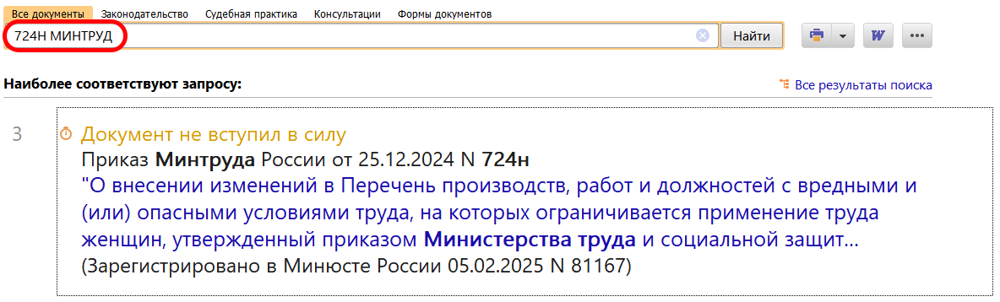 Все документы Законодательство Судебная практика Консультации Формы документов
724Н МИНТРУД Найти W
Наиболее соответствуют запросу: Все результаты поиска
3 Документ не вступил в силу
Приказ Минтруда России от 25.12.2024 N 724н
"О внесении изменений в Перечень производств, работ и должностей с вредными и
(или) опасными условиями труда, на которых ограничивается применение труда
женщин, утвержденный приказом Министерства труда и социальной защит...
(Зарегистрировано в Минюсте России 05.02.2025 N 81167)